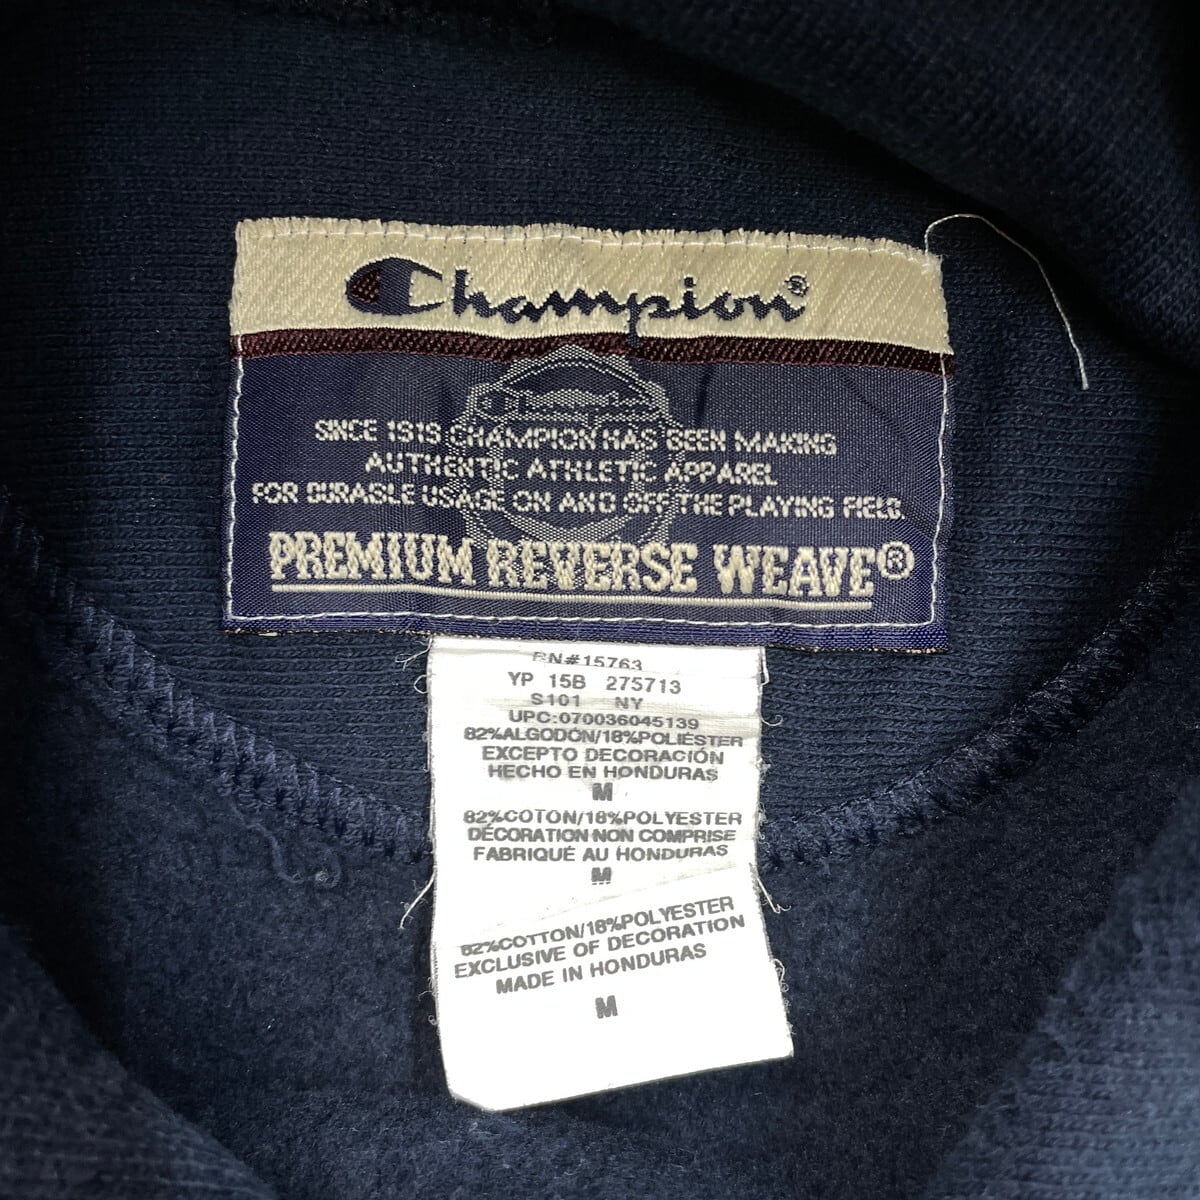 Champion®
Champion
SINCE 1919 CHAMPION HAS BEEN MAKING
AUTHENTIC ATHLETIC APPAREL
FOR DURABLE USAGE ON AND OFF THE PLAYING FIELD.
PREMIUM REVERSE WEAVE®
RN#15763
YP 15B 275713
S101 NY
UPC:070036045139
82%ALGODÓN/18%POLIÉSTER
EXCEPTO DECORACIÓN
HECHO EN HONDURAS
M
82%COTON/18%POLYESTER
DÉCORATION NON COMPRISE
FABRIQUÉ AU HONDURAS
M
82%COTTON/18%POLYESTER
EXCLUSIVE OF DECORATION
MADE IN HONDURAS
M